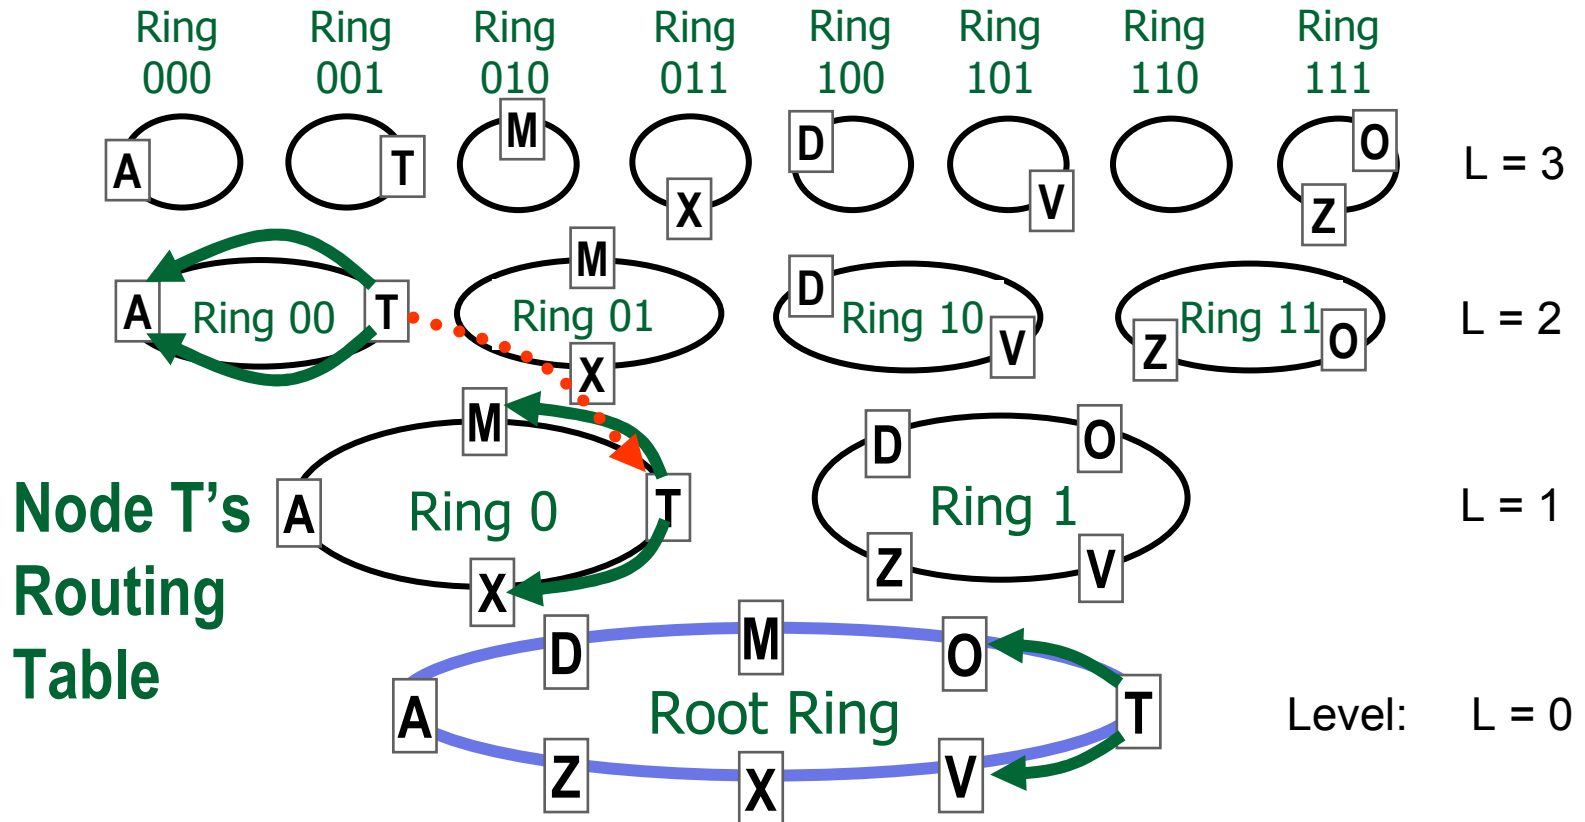 Ring Ring Ring Ring Ring Ring Ring Ring
000 001 010 011 100 101 110 111
A T M X D V O Z L = 3
A Ring 00 T M Ring 01 X D Ring 10 V Z Ring 11 O L = 2
M D O
A Ring 0 T Ring 1 L = 1
X Z V
Node T's
Routing
Table
D M O
A Root Ring T Level: L = 0
Z X V